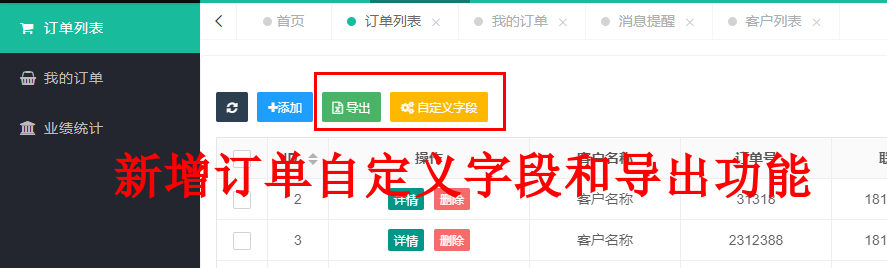 订单列表
首页
订单列表
我的订单
消息提醒
客户列表
我的订单
业绩统计
添加
导出
自定义字段
ID
操作
客户名称
订单号
新增订单自定义字段和导出功能
2
详情
删除
客户名称
31318
181
3
详情
删除
客户名称
2312388
181